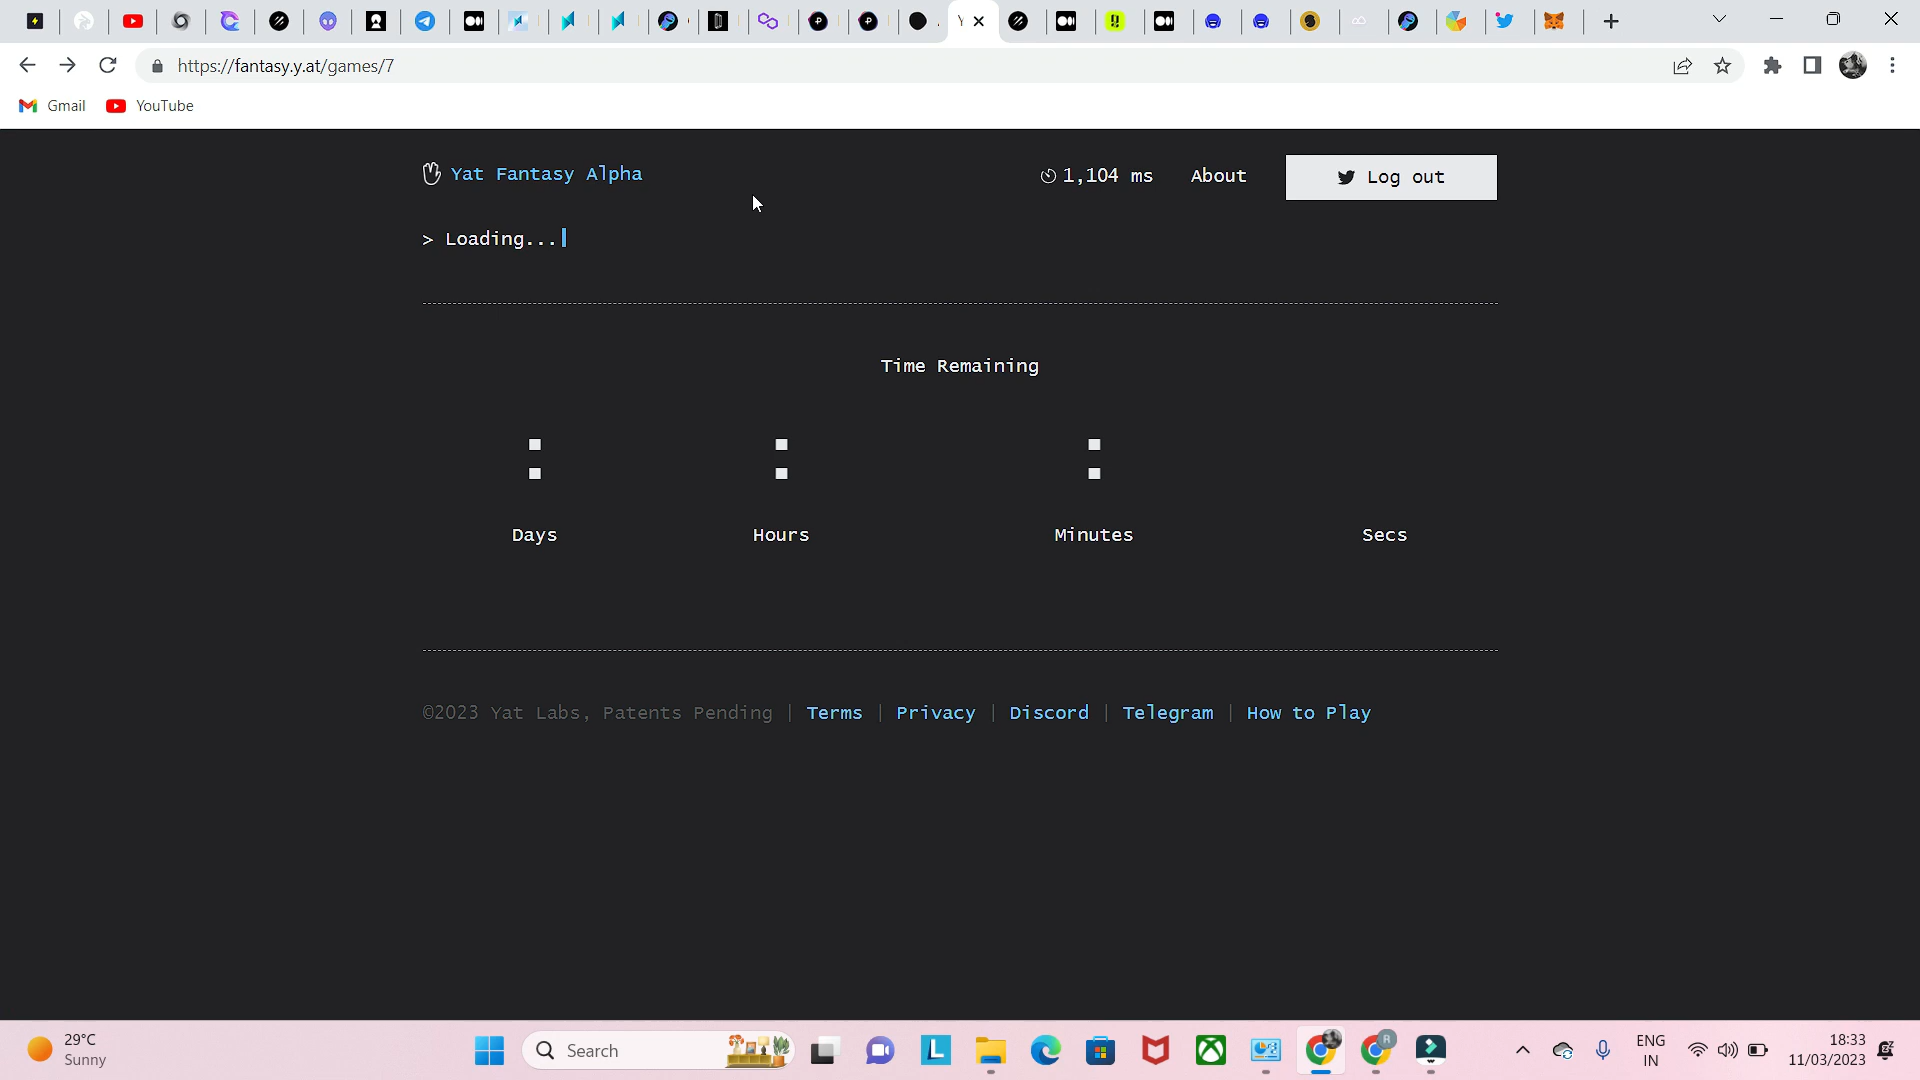 https://fantasy.y.at/games/7
Gmail YouTube
Yat Fantasy Alpha 1,104 ms About Log out
> Loading...
Time Remaining
: : :
Days Hours Minutes Secs
©2023 Yat Labs, Patents Pending | Terms | Privacy | Discord | Telegram | How to Play
29°C
Sunny
Search
ENG
IN
18:33
11/03/2023